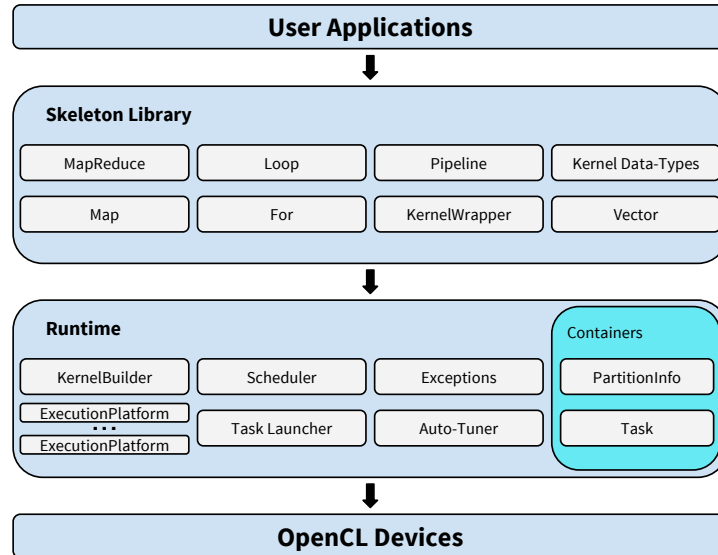 User Applications
Skeleton Library
MapReduce Loop Pipeline Kernel Data-Types
Map For KernelWrapper Vector
Runtime
Containers
KernelBuilder Scheduler Exceptions PartitionInfo
ExecutionPlatform
...
Task Launcher Auto-Tuner Task
ExecutionPlatform
OpenCL Devices